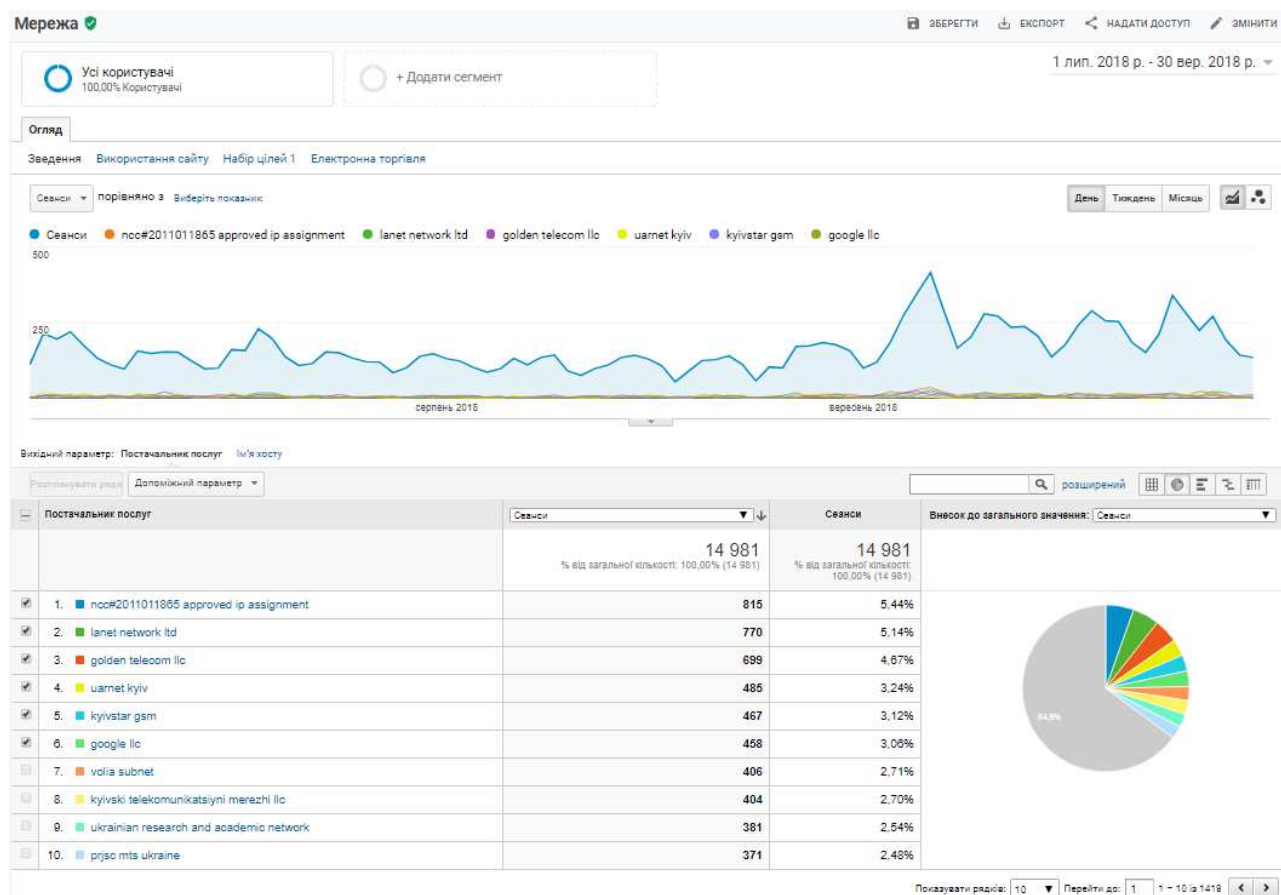 Мережа
ЗБЕРЕГТИ ЕКСПОРТ НАДАТИ ДОСТУП ЗМІНИТИ
Усі користувачі
100,00% Користувачі
+ Додати сегмент
1 лип. 2018 р. - 30 вер. 2018 р.
Огляд
Зведення Використання сайту Набір цілей 1 Електронна торгівля
Сеанси порівняно з Виберіть показник
День Тиждень Місяць
Сеанси ncc#2011011865 approved ip assignment lanet network ltd golden telecom llc uarnet kyiv kyivstar gsm google llc
500
250
серпень 2018 вересень 2018
Вихідний параметр: Постачальник послуг Ім'я хосту
Розташувати ряди Допоміжний параметр розширений
Постачальник послуг Сеанси Сеанси Внесок до загального значення: Сеанси
14 981 14 981
% від загальної кількості: 100,00% (14 981) % від загальної кількості: 100,00% (14 981)
1. ncc#2011011865 approved ip assignment 815 5,44%
2. lanet network ltd 770 5,14%
3. golden telecom llc 699 4,67%
4. uarnet kyiv 485 3,24%
5. kyivstar gsm 467 3,12%
6. google llc 458 3,06%
7. volia subnet 406 2,71%
8. kyivski telekomunikatsiyni merezhi llc 404 2,70%
9. ukrainian research and academic network 381 2,54%
10. prjsc mts ukraine 371 2,48%
64,9%
Показувати рядків: 10 Перейти до: 1 1 – 10 із 1419